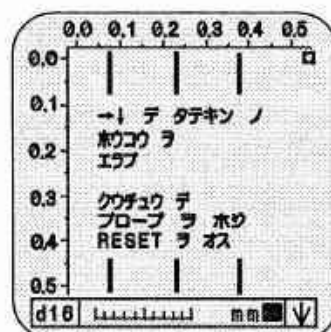 0.0 0.1 0.2 0.3 0.4 0.5
0.0
0.1
→↓ デ タテキン ノ
ホウコウ ヲ
0.2
エラブ
0.3
クウチュウ デ
プローブ ヲ ホジ
0.4
RESET ヲ オス
0.5
d16 mm